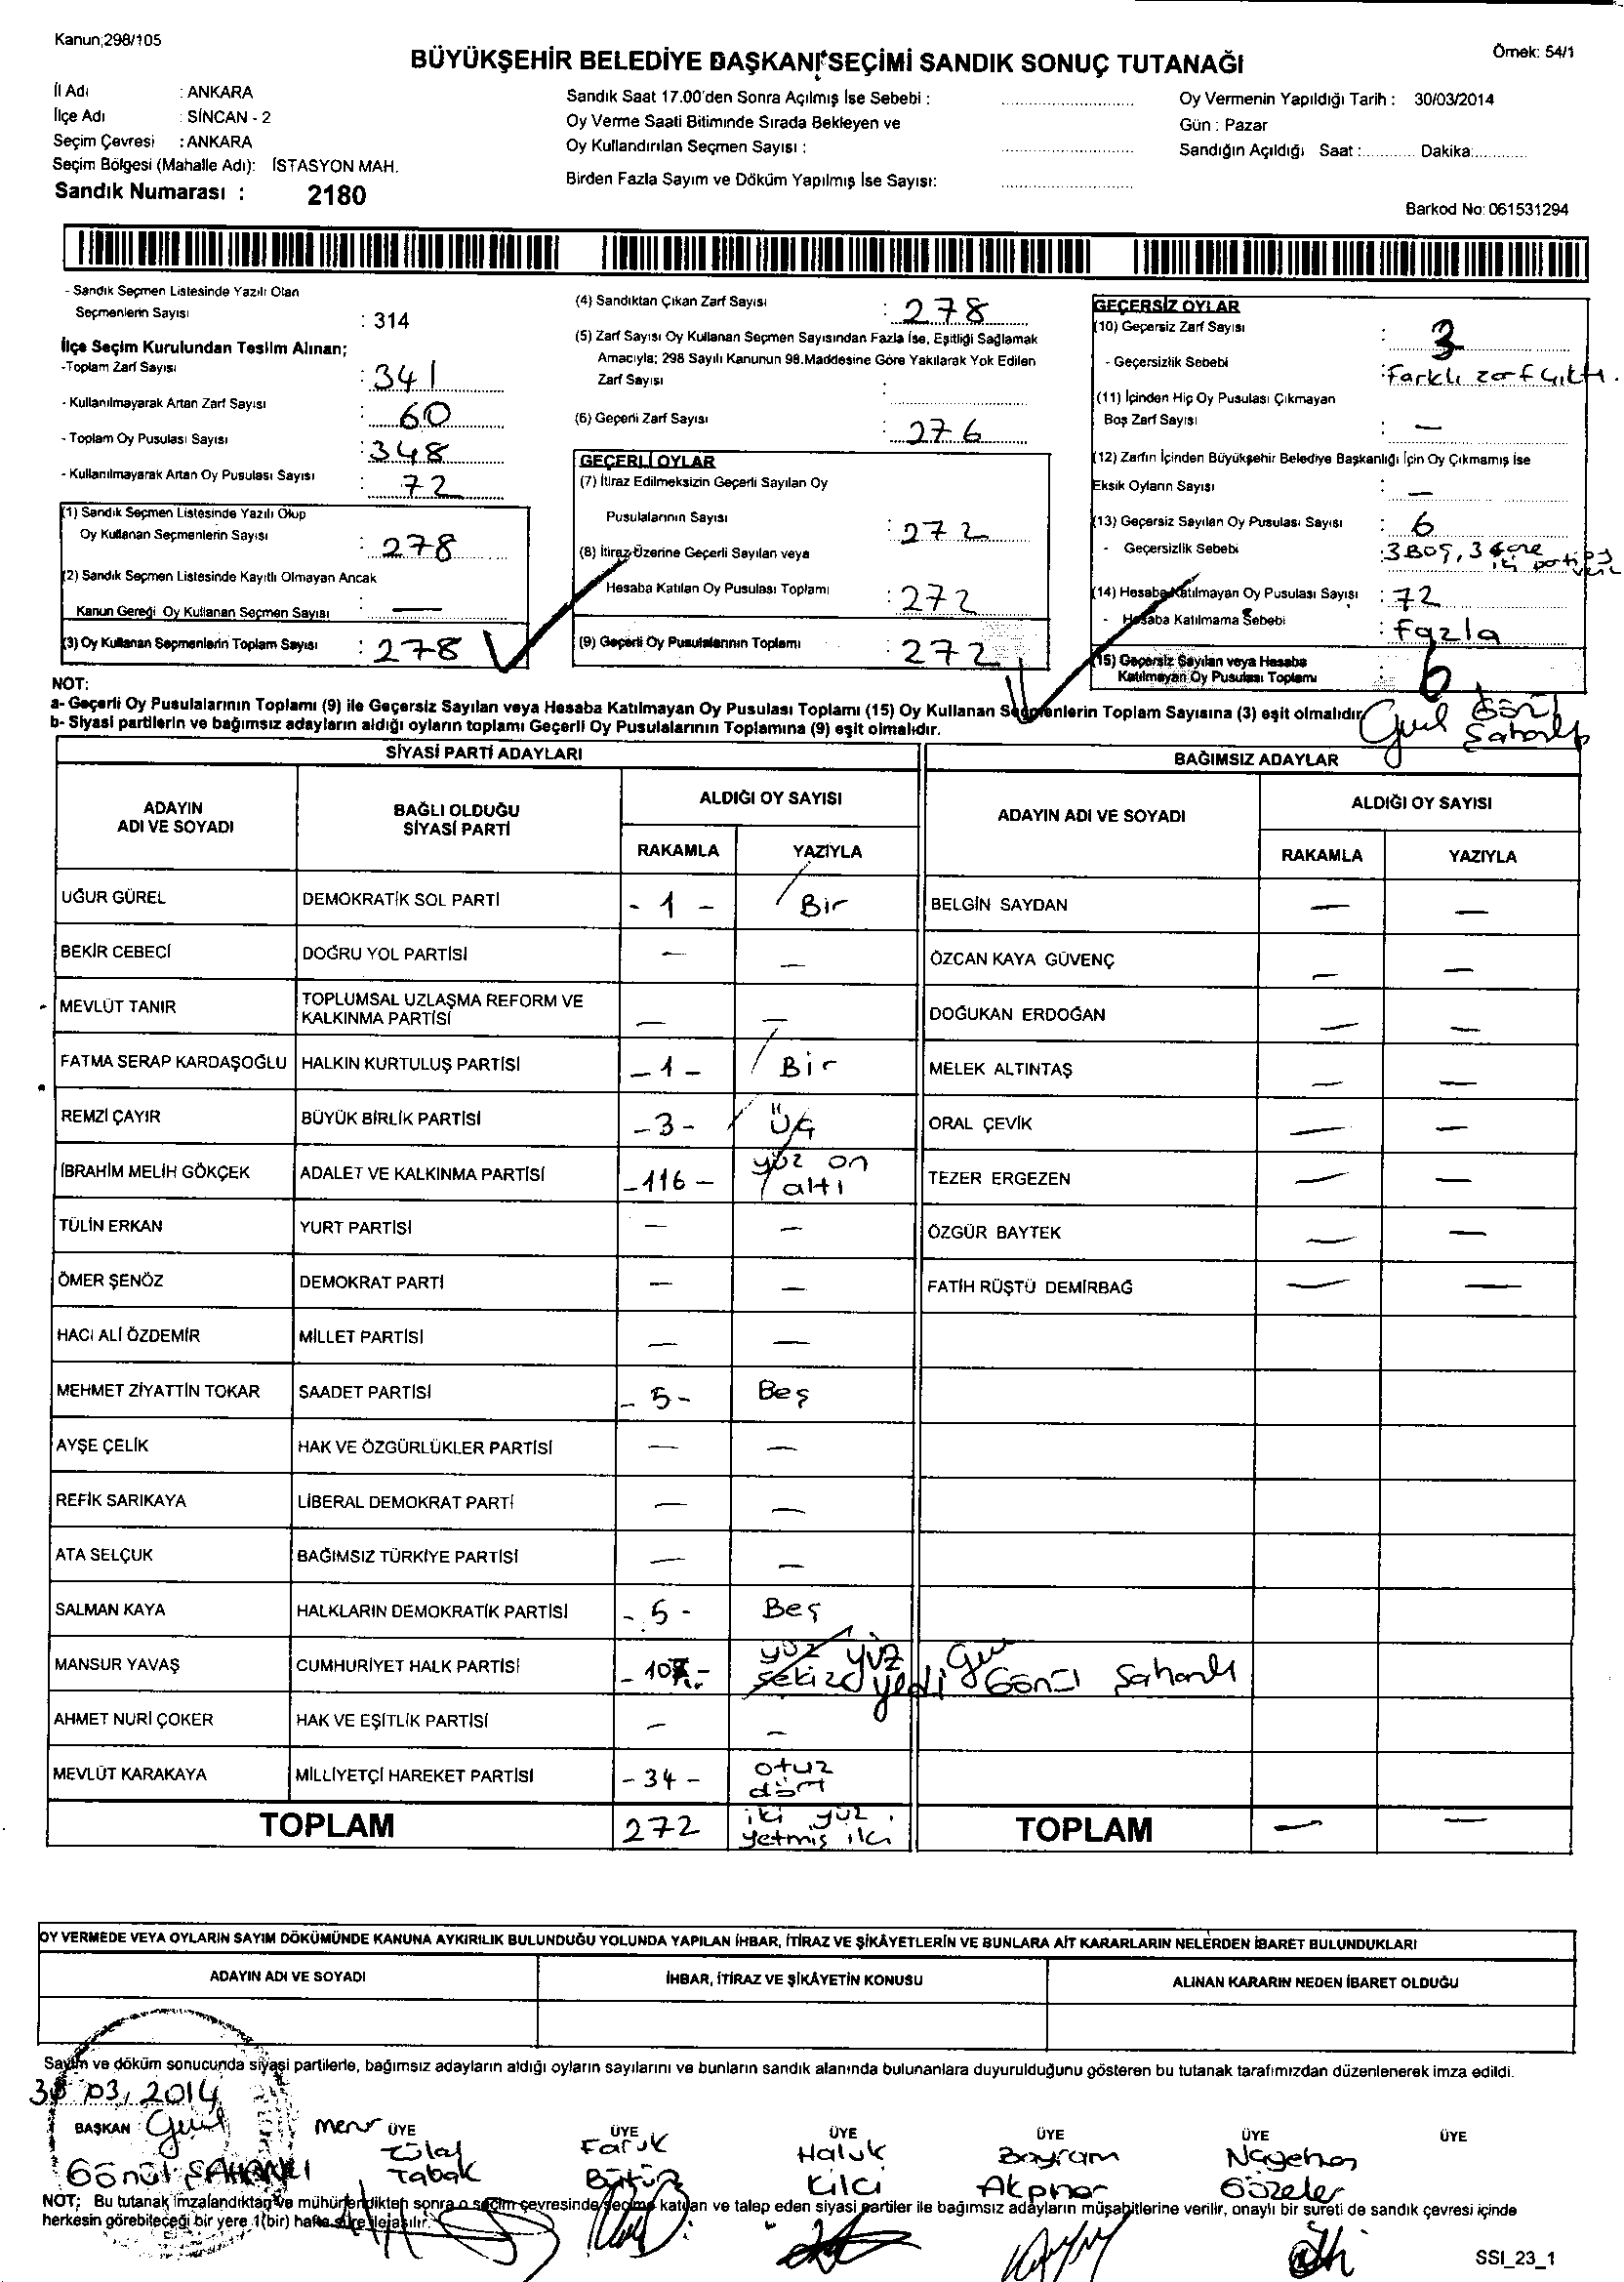 Kanun;298/105
Örnek: 54/1
BÜYÜKŞEHİR BELEDİYE BAŞKANI SEÇİMİ SANDIK SONUÇ TUTANAĞI
İl Adı : ANKARA
İlçe Adı : SİNCAN - 2
Seçim Çevresi : ANKARA
Seçim Bölgesi (Mahalle Adı): İSTASYON MAH.
Sandık Numarası : 2180
Sandık Saat 17.00'den Sonra Açılmış İse Sebebi :
Oy Verme Saati Bitiminde Sırada Bekleyen ve
Oy Kullandırılan Seçmen Sayısı :
Birden Fazla Sayım ve Döküm Yapılmış İse Sayısı:
Oy Vermenin Yapıldığı Tarih : 30/03/2014
Gün : Pazar
Sandığın Açıldığı Saat :............ Dakika:............
Barkod No: 061531294
- Sandık Seçmen Listesinde Yazılı Olan
Seçmenlerin Sayısı : 314
İlçe Seçim Kurulundan Teslim Alınan;
-Toplam Zarf Sayısı : 341
- Kullanılmayarak Artan Zarf Sayısı : 60
- Toplam Oy Pusulası Sayısı : 348
- Kullanılmayarak Artan Oy Pusulası Sayısı : 72
(1) Sandık Seçmen Listesinde Yazılı Olup
Oy Kullanan Seçmenlerin Sayısı : 278
(2) Sandık Seçmen Listesinde Kayıtlı Olmayan Ancak
Kanun Gereği Oy Kullanan Seçmen Sayısı : —
(3) Oy Kullanan Seçmenlerin Toplam Sayısı : 278
(4) Sandıktan Çıkan Zarf Sayısı : 278
(5) Zarf Sayısı Oy Kullanan Seçmen Sayısından Fazla İse, Eşitliği Sağlamak
Amacıyla; 298 Sayılı Kanunun 98.Maddesine Göre Yakılarak Yok Edilen
Zarf Sayısı :
(6) Geçerli Zarf Sayısı : 276
GEÇERLİ OYLAR
(7) İtiraz Edilmeksizin Geçerli Sayılan Oy
Pusulalarının Sayısı : 272
(8) İtiraz Üzerine Geçerli Sayılan veya
Hesaba Katılan Oy Pusulası Toplamı : 272
(9) Geçerli Oy Pusulalarının Toplamı : 272
GEÇERSİZ OYLAR
(10) Geçersiz Zarf Sayısı : 3
- Geçersizlik Sebebi : Farklı zarf çıktı.
(11) İçinden Hiç Oy Pusulası Çıkmayan
Boş Zarf Sayısı : —
(12) Zarfın İçinden Büyükşehir Belediye Başkanlığı İçin Oy Çıkmamış İse
Eksik Oyların Sayısı : —
(13) Geçersiz Sayılan Oy Pusulası Sayısı : 6
- Geçersizlik Sebebi : 3 Boş, 3
(14) Hesaba Katılmayan Oy Pusulası Sayısı : 72
- Hesaba Katılmama Sebebi : Fazla
(15) Geçersiz Sayılan veya Hesaba
Katılmayan Oy Pusulası Toplamı : 6
NOT:
a- Geçerli Oy Pusulalarının Toplamı (9) ile Geçersiz Sayılan veya Hesaba Katılmayan Oy Pusulası Toplamı (15) Oy Kullanan Seçmenlerin Toplam Sayısına (3) eşit olmalıdır
b- Siyasi partilerin ve bağımsız adayların aldığı oyların toplamı Geçerli Oy Pusulalarının Toplamına (9) eşit olmalıdır.
SİYASİ PARTİ ADAYLARI
BAĞIMSIZ ADAYLAR
ADAYIN ADI VE SOYADI
BAĞLI OLDUĞU SİYASİ PARTİ
ALDIĞI OY SAYISI
RAKAMLA YAZIYLA
ADAYIN ADI VE SOYADI
ALDIĞI OY SAYISI
RAKAMLA YAZIYLA
UĞUR GÜREL DEMOKRATİK SOL PARTİ - 1 - Bir BELGİN SAYDAN — —
BEKİR CEBECİ DOĞRU YOL PARTİSİ — — ÖZCAN KAYA GÜVENÇ — —
MEVLÜT TANIR TOPLUMSAL UZLAŞMA REFORM VE KALKINMA PARTİSİ — — DOĞUKAN ERDOĞAN — —
FATMA SERAP KARDAŞOĞLU HALKIN KURTULUŞ PARTİSİ - 1 - Bir MELEK ALTINTAŞ — —
REMZİ ÇAYIR BÜYÜK BİRLİK PARTİSİ - 3 - Üç ORAL ÇEVİK — —
İBRAHİM MELİH GÖKÇEK ADALET VE KALKINMA PARTİSİ - 116 - yüz on altı TEZER ERGEZEN — —
TÜLİN ERKAN YURT PARTİSİ — — ÖZGÜR BAYTEK — —
ÖMER ŞENÖZ DEMOKRAT PARTİ — — FATİH RÜŞTÜ DEMİRBAĞ — —
HACI ALİ ÖZDEMİR MİLLET PARTİSİ — —
MEHMET ZİYATTİN TOKAR SAADET PARTİSİ - 5 - Beş
AYŞE ÇELİK HAK VE ÖZGÜRLÜKLER PARTİSİ — —
REFİK SARIKAYA LİBERAL DEMOKRAT PARTİ — —
ATA SELÇUK BAĞIMSIZ TÜRKİYE PARTİSİ — —
SALMAN KAYA HALKLARIN DEMOKRATİK PARTİSİ - 5 - Beş
MANSUR YAVAŞ CUMHURİYET HALK PARTİSİ - 107 - yüz sekiz yüz yedi Gönül Şahanlı
AHMET NURİ ÇOKER HAK VE EŞİTLİK PARTİSİ — —
MEVLÜT KARAKAYA MİLLİYETÇİ HAREKET PARTİSİ - 34 - otuz dört
TOPLAM 272 iki yüz yetmiş iki TOPLAM — —
OY VERMEDE VEYA OYLARIN SAYIM DÖKÜMÜNDE KANUNA AYKIRILIK BULUNDUĞU YOLUNDA YAPILAN İHBAR, İTİRAZ VE ŞİKÂYETLERİN VE BUNLARA AİT KARARLARIN NELERDEN İBARET BULUNDUKLARI
ADAYIN ADI VE SOYADI İHBAR, İTİRAZ VE ŞİKÂYETİN KONUSU ALINAN KARARIN NEDEN İBARET OLDUĞU
Sayım ve döküm sonucunda siyasi partilerle, bağımsız adayların aldığı oyların sayılarını ve bunların sandık alanında bulunanlara duyurulduğunu gösteren bu tutanak tarafımızdan düzenlenerek imza edildi.
30.03.2014
BAŞKAN ÜYE ÜYE ÜYE ÜYE ÜYE ÜYE
Gönül ŞAHANLI
Zülal Tabak
Faruk
Haluk Kilci
Bayram Akpınar
Nagehan Gözeler
NOT: Bu tutanak imzalandıktan ve mühürlendikten sonra o seçim çevresinde seçime katılan ve talep eden siyasi partiler ile bağımsız adayların müşahitlerine verilir, onaylı bir sureti de sandık çevresi içinde
herkesin görebileceği bir yere 1(bir) hafta süre ile asılır.
SSI_23_1